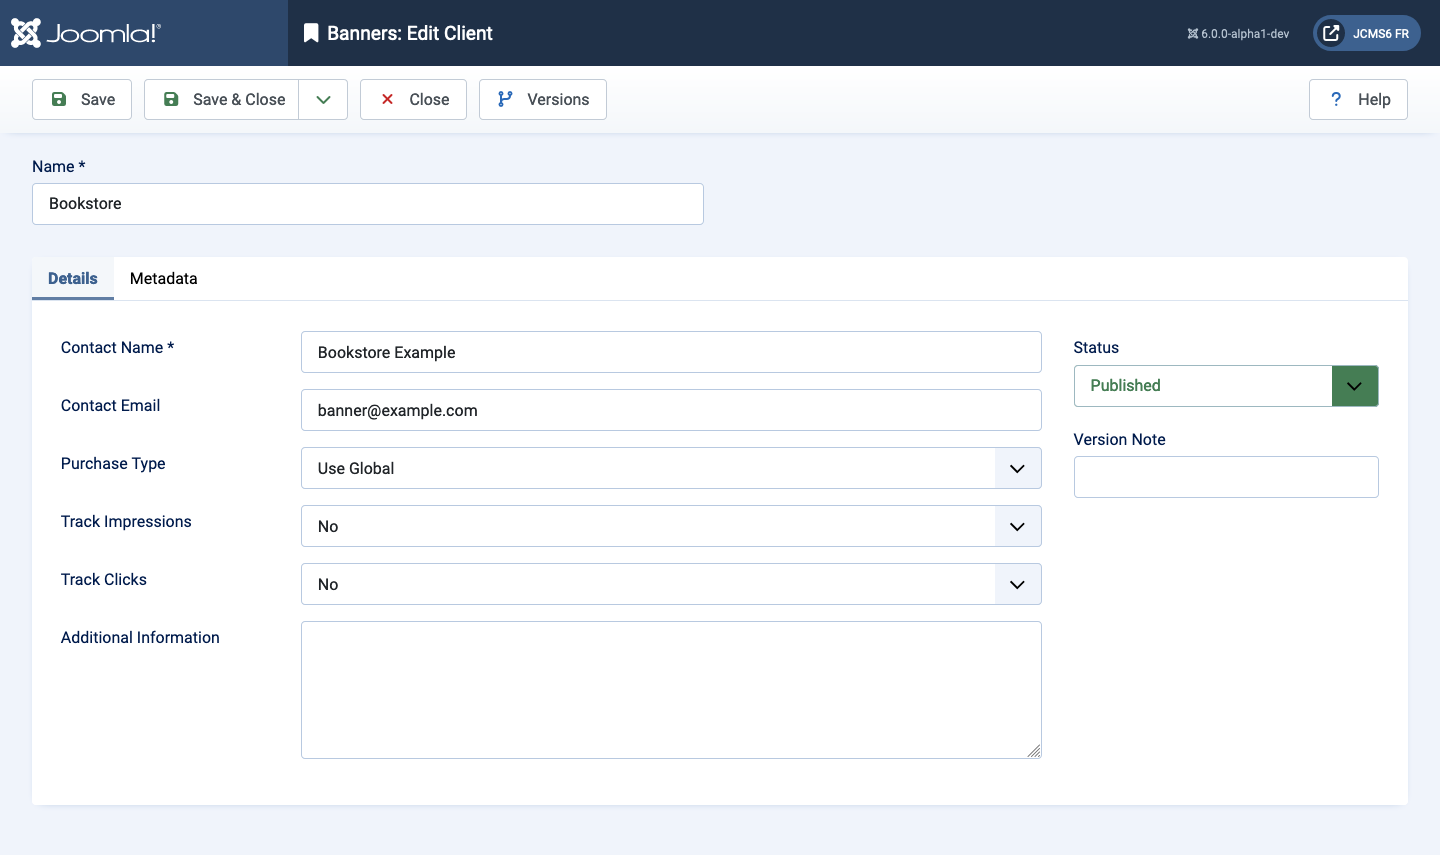 Joomla!®
Banners: Edit Client
6.0.0-alpha1-dev
JCMS6 FR
Save
Save & Close
Close
Versions
? Help
Name *
Bookstore
Details
Metadata
Contact Name *
Bookstore Example
Contact Email
banner@example.com
Purchase Type
Use Global
Track Impressions
No
Track Clicks
No
Additional Information
Status
Published
Version Note